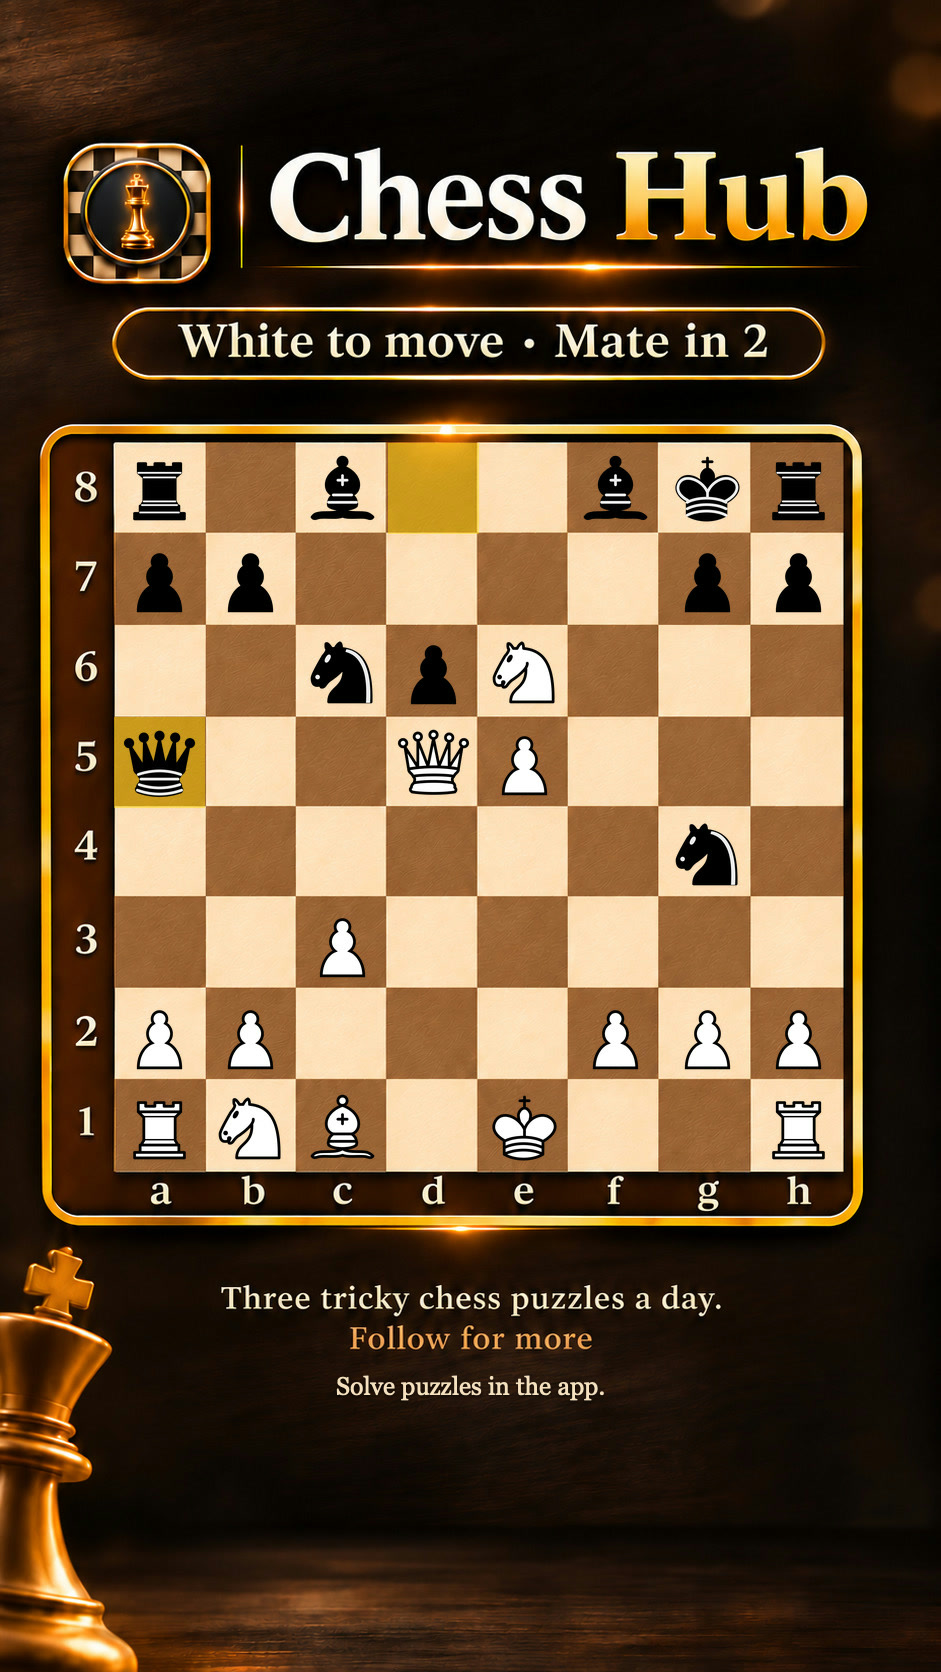 Chess Hub
White to move • Mate in 2
8
7
6
5
4
3
2
1
a b c d e f g h
Three tricky chess puzzles a day.
Follow for more
Solve puzzles in the app.